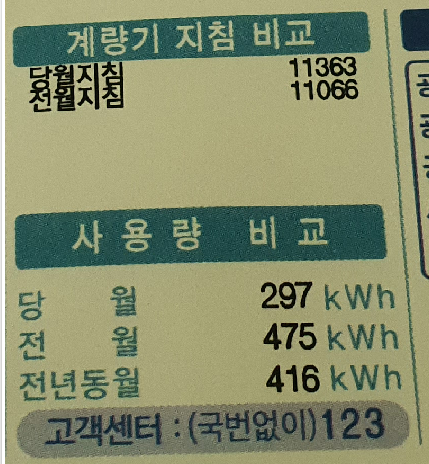 계량기 지침 비교
당월지침 11363
전월지침 11066
사용량 비교
당월 297 kWh
전월 475 kWh
전년동월 416 kWh
고객센터 : (국번없이)123